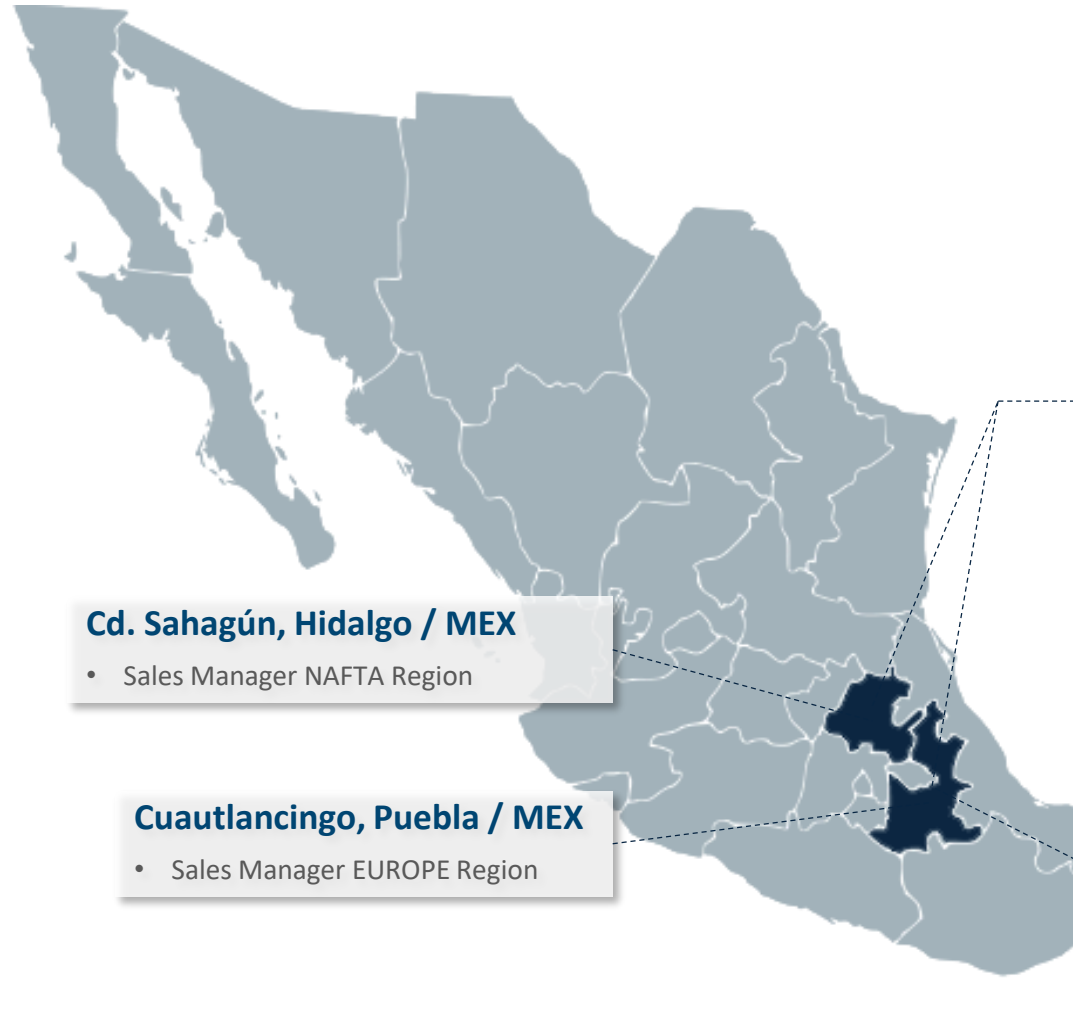 Cd. Sahagún, Hidalgo / MEX
• Sales Manager NAFTA Region
Cuautlancingo, Puebla / MEX
• Sales Manager EUROPE Region